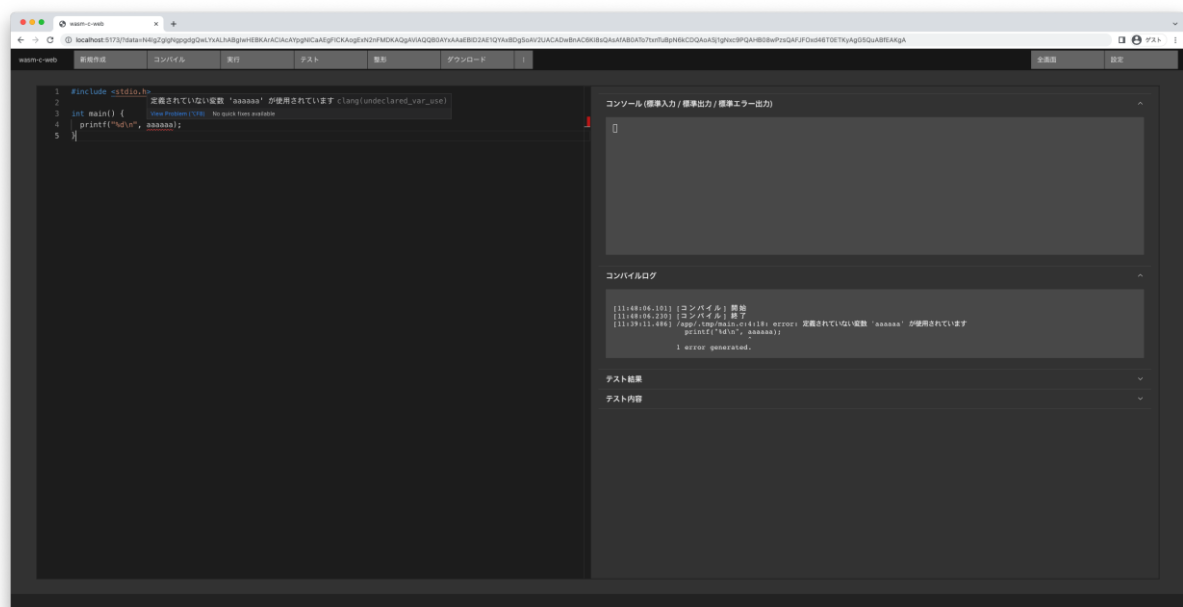 wasm-c-web
ゲスト
wasm-c-web 新規作成 コンパイル 実行 テスト 整形 ダウンロード 全画面 設定
1 #include <stdio.h>
2
定義されていない変数 'aaaaaa' が使用されています clang(undeclared_var_use)
View Problem (⌥F8) No quick fixes available
3 int main() {
4 printf("%d\n", aaaaaa);
5 }
コンソール (標準入力 / 標準出力 / 標準エラー出力)
コンパイルログ
[11:48:06.101] [コンパイル] 開始
[11:48:06.230] [コンパイル] 終了
[11:39:11.486] /app/.tmp/main.c:4:18: error: 定義されていない変数 'aaaaaa' が使用されています
printf("%d\n", aaaaaa);
^
1 error generated.
テスト結果
テスト内容